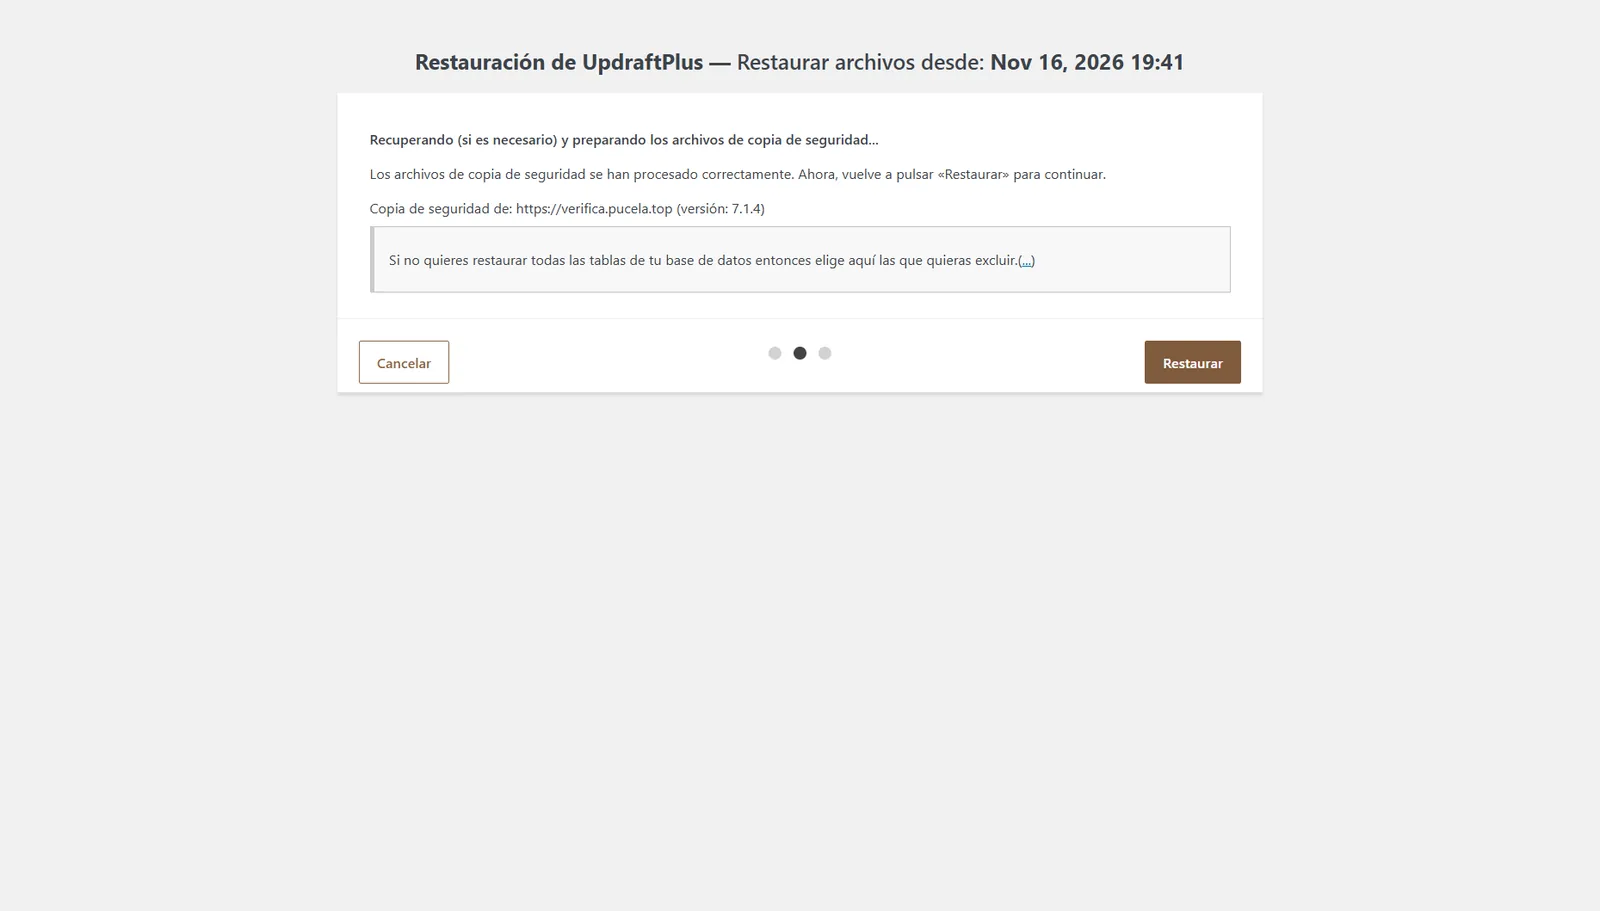 Restauración de UpdraftPlus — Restaurar archivos desde: Nov 16, 2026 19:41
Recuperando (si es necesario) y preparando los archivos de copia de seguridad...
Los archivos de copia de seguridad se han procesado correctamente. Ahora, vuelve a pulsar «Restaurar» para continuar.
Copia de seguridad de: https://verifica.pucela.top (versión: 7.1.4)
Si no quieres restaurar todas las tablas de tu base de datos entonces elige aquí las que quieras excluir.(...)
Cancelar
Restaurar